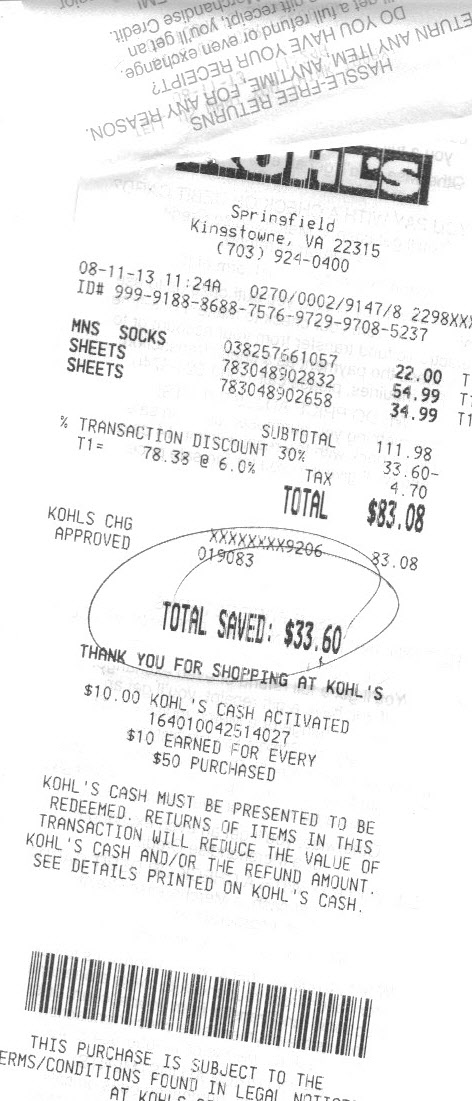 RETURN ANY ITEM, ANYTIME, FOR ANY REASON.
HASSLE-FREE RETURNS
DO YOU HAVE YOUR RECEIPT?
get a full refund or even exchange.
gift receipt, you'll get an
Merchandise Credit.
KOHL'S
Springfield
Kingstowne, VA 22315
(703) 924-0400
08-11-13 11:24A 0270/0002/9147/8 2298XXX
ID# 999-9188-8688-7576-9729-9708-5237
MNS SOCKS 038257661057 22.00 T
SHEETS 783048902832 54.99 T1
SHEETS 783048902658 34.99 T1
SUBTOTAL 111.98
% TRANSACTION DISCOUNT 30% 33.60-
T1= 78.38 @ 6.0% TAX 4.70
TOTAL $83.08
KOHLS CHG XXXXXXXX9206 83.08
APPROVED 019083
TOTAL SAVED: $33.60
THANK YOU FOR SHOPPING AT KOHL'S
$10.00 KOHL'S CASH ACTIVATED
164010042514027
$10 EARNED FOR EVERY
$50 PURCHASED
KOHL'S CASH MUST BE PRESENTED TO BE
REDEEMED. RETURNS OF ITEMS IN THIS
TRANSACTION WILL REDUCE THE VALUE OF
KOHL'S CASH AND/OR THE REFUND AMOUNT.
SEE DETAILS PRINTED ON KOHL'S CASH.
THIS PURCHASE IS SUBJECT TO THE
TERMS/CONDITIONS FOUND IN LEGAL NOTICE
AT KOHLS